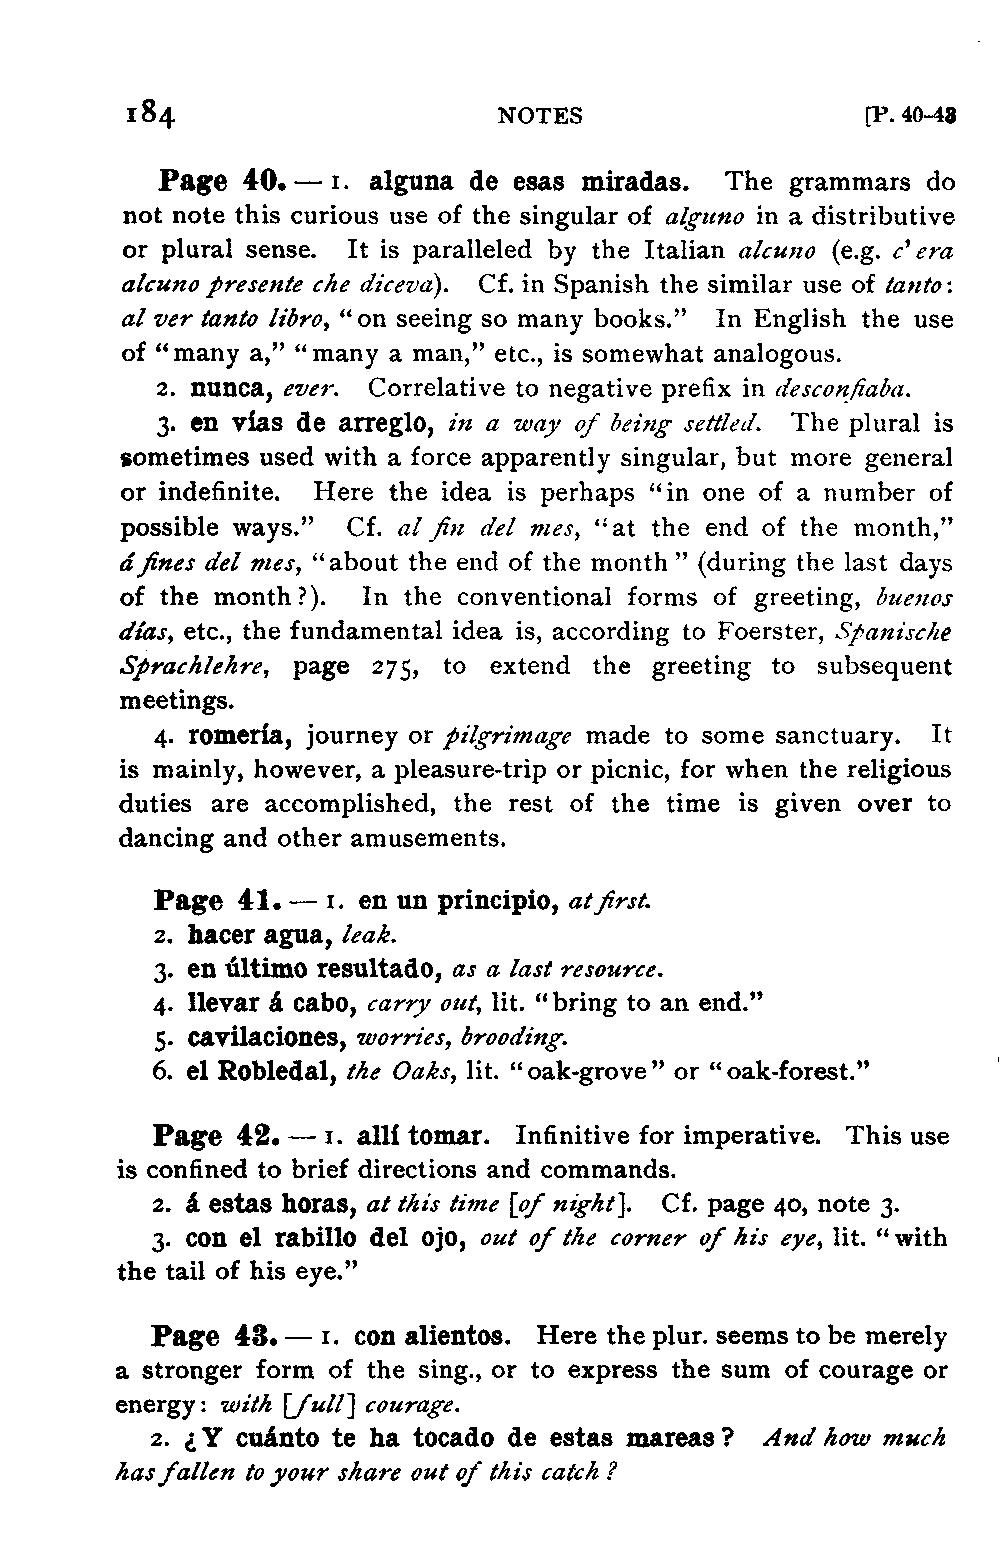 184 NOTES [P. 40-43
Page 40. — 1. alguna de esas miradas. The grammars do
not note this curious use of the singular of alguno in a distributive
or plural sense. It is paralleled by the Italian alcuno (e.g. c' era
alcuno presente che diceva). Cf. in Spanish the similar use of tanto:
al ver tanto libro, "on seeing so many books." In English the use
of "many a," "many a man," etc., is somewhat analogous.
2. nunca, ever. Correlative to negative prefix in desconfiaba.
3. en vías de arreglo, in a way of being settled. The plural is
sometimes used with a force apparently singular, but more general
or indefinite. Here the idea is perhaps "in one of a number of
possible ways." Cf. al fin del mes, "at the end of the month,"
á fines del mes, "about the end of the month" (during the last days
of the month?). In the conventional forms of greeting, buenos
días, etc., the fundamental idea is, according to Foerster, Spanische
Sprachlehre, page 275, to extend the greeting to subsequent
meetings.
4. romería, journey or pilgrimage made to some sanctuary. It
is mainly, however, a pleasure-trip or picnic, for when the religious
duties are accomplished, the rest of the time is given over to
dancing and other amusements.
Page 41. — 1. en un principio, at first.
2. hacer agua, leak.
3. en último resultado, as a last resource.
4. llevar á cabo, carry out, lit. "bring to an end."
5. cavilaciones, worries, brooding.
6. el Robledal, the Oaks, lit. "oak-grove" or "oak-forest."
Page 42. — 1. allí tomar. Infinitive for imperative. This use
is confined to brief directions and commands.
2. á estas horas, at this time [of night]. Cf. page 40, note 3.
3. con el rabillo del ojo, out of the corner of his eye, lit. "with
the tail of his eye."
Page 43. — 1. con alientos. Here the plur. seems to be merely
a stronger form of the sing., or to express the sum of courage or
energy: with [full] courage.
2. ¿Y cuánto te ha tocado de estas mareas? And how much
has fallen to your share out of this catch?